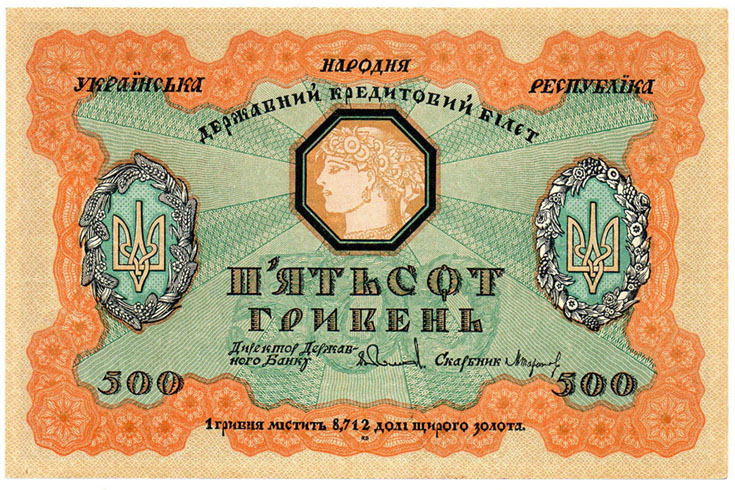 УКРАЇНСЬКА НАРОДНЯ РЕСПУБЛІКА
ДЕРЖАВНИЙ КРЕДИТОВИЙ БІЛЄТ
П'ЯТЬСОТ
ГРИВЕНЬ
Директор Держав- Скарбник
ного Банку
500 500
1 гривня містить 8,712 долі щирого золота.